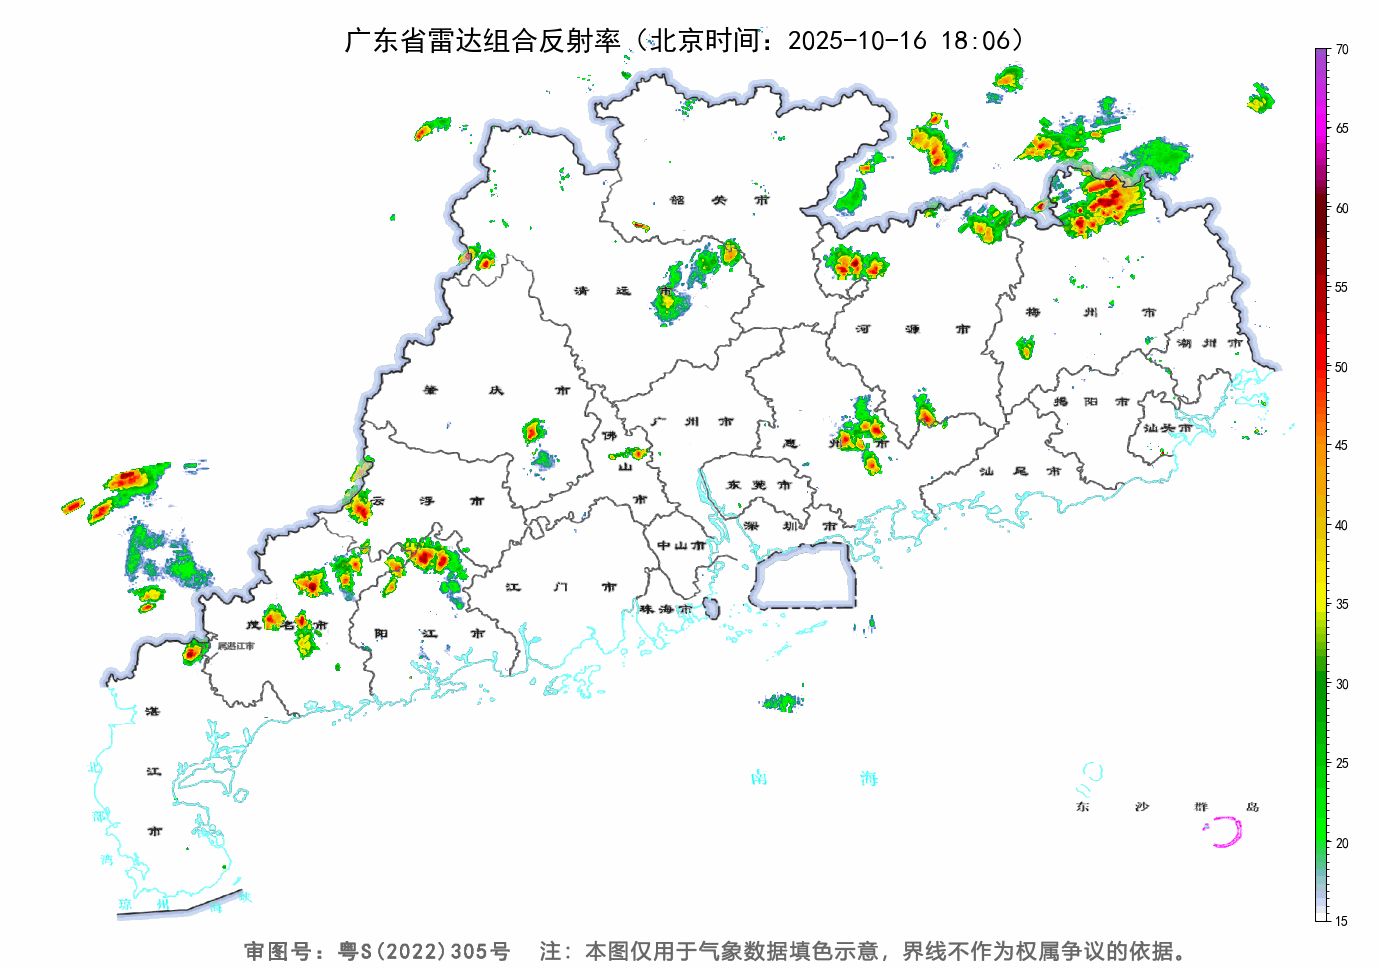 广东省雷达组合反射率（北京时间：2025-10-16 18:06）
70
65
60
55
50
45
40
35
30
25
20
15
韶关市
清远市
河源市
梅州市
潮州市
肇庆市
广州市
惠州市
揭阳市
汕头市
佛山市
云浮市
东莞市
汕尾市
深圳市
中山市
江门市
珠海市
茂名市
阳江市
属湛江市
湛江市
北部湾
南海
东沙群岛
琼州海峡
审图号：粤S(2022)305号 注：本图仅用于气象数据填色示意，界线不作为权属争议的依据。